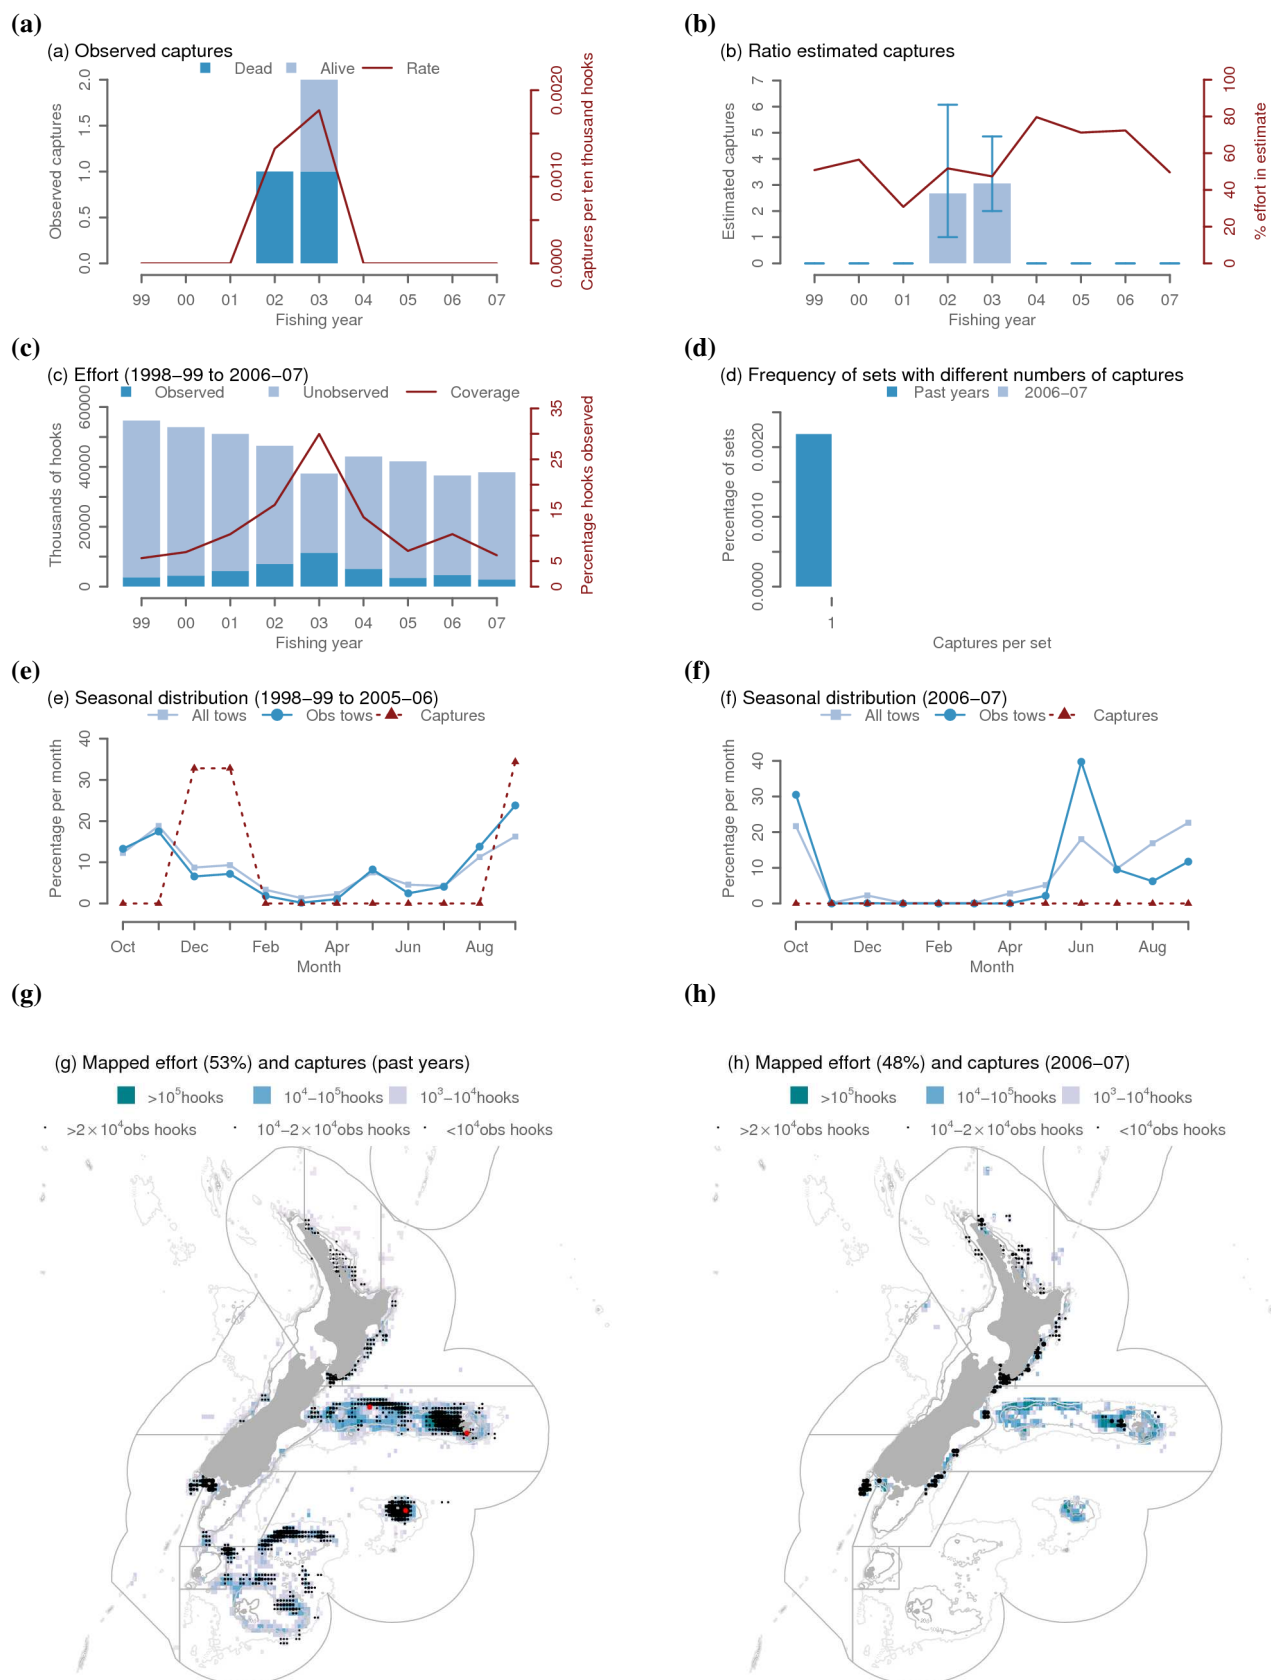 (a) (b)
(a) Observed captures
Dead Alive Rate
Observed captures
0.0 0.5 1.0 1.5 2.0
0.0000 0.0010 0.0020
Captures per ten thousand hooks
99 00 01 02 03 04 05 06 07
Fishing year
(b) Ratio estimated captures
Estimated captures
0 1 2 3 4 5 6 7
0 20 40 60 80 100
% effort in estimate
99 00 01 02 03 04 05 06 07
Fishing year
(c) (d)
(c) Effort (1998–99 to 2006–07)
Observed Unobserved Coverage
Thousands of hooks
0 20000 40000 60000
5 15 25 35
Percentage hooks observed
99 00 01 02 03 04 05 06 07
Fishing year
(d) Frequency of sets with different numbers of captures
Past years 2006–07
Percentage of sets
0.0000 0.0010 0.0020
1
Captures per set
(e) (f)
(e) Seasonal distribution (1998–99 to 2005–06)
All tows Obs tows Captures
Percentage per month
0 10 20 30 40
Oct Dec Feb Apr Jun Aug
Month
(f) Seasonal distribution (2006–07)
All tows Obs tows Captures
Percentage per month
0 10 20 30 40
Oct Dec Feb Apr Jun Aug
Month
(g) (h)
(g) Mapped effort (53%) and captures (past years)
>10⁵hooks 10⁴–10⁵hooks 10³–10⁴hooks
>2×10⁴obs hooks 10⁴–2×10⁴obs hooks <10⁴obs hooks
(h) Mapped effort (48%) and captures (2006–07)
>10⁵hooks 10⁴–10⁵hooks 10³–10⁴hooks
>2×10⁴obs hooks 10⁴–2×10⁴obs hooks <10⁴obs hooks